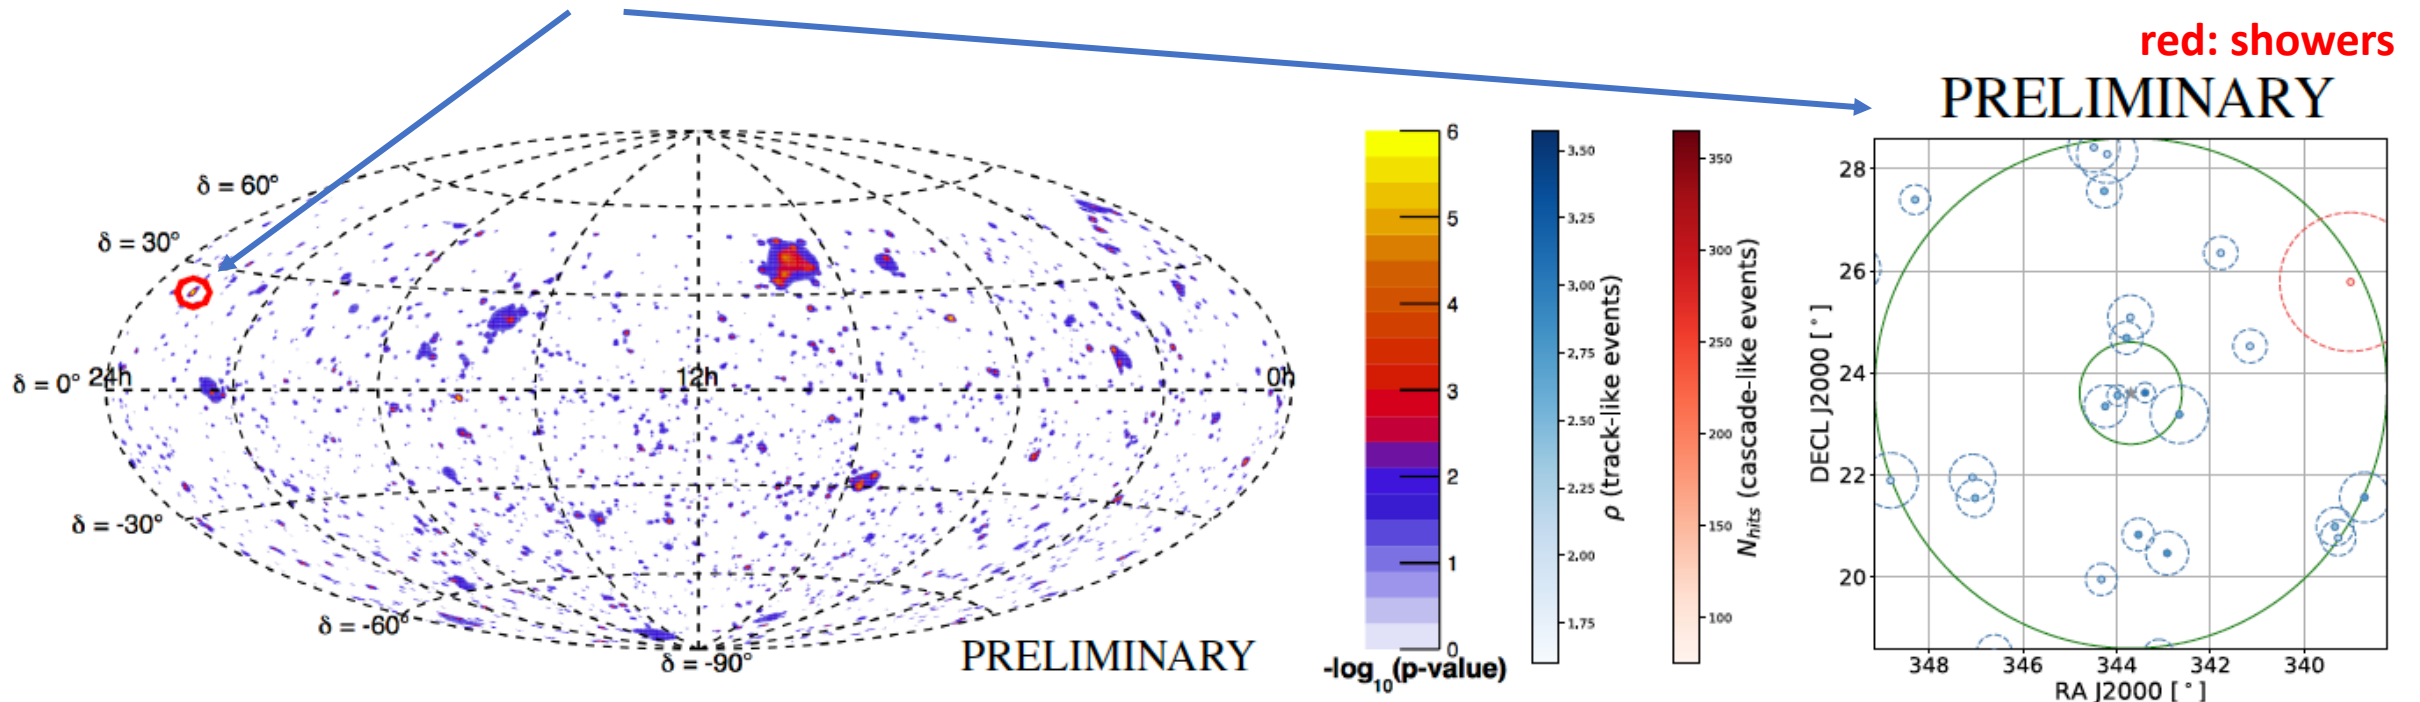 red: showers
PRELIMINARY
δ = 60°
δ = 30°
δ = 0° 24h
12h
0h
δ = -30°
δ = -60°
δ = -90°
PRELIMINARY
6
5
4
3
2
1
0
-log10(p-value)
3.50
3.25
3.00
2.75
2.50
2.25
2.00
1.75
ρ (track-like events)
350
300
250
200
150
100
Nhits (cascade-like events)
28
26
24
22
20
DECL J2000 [°]
348 346 344 342 340
RA J2000 [°]